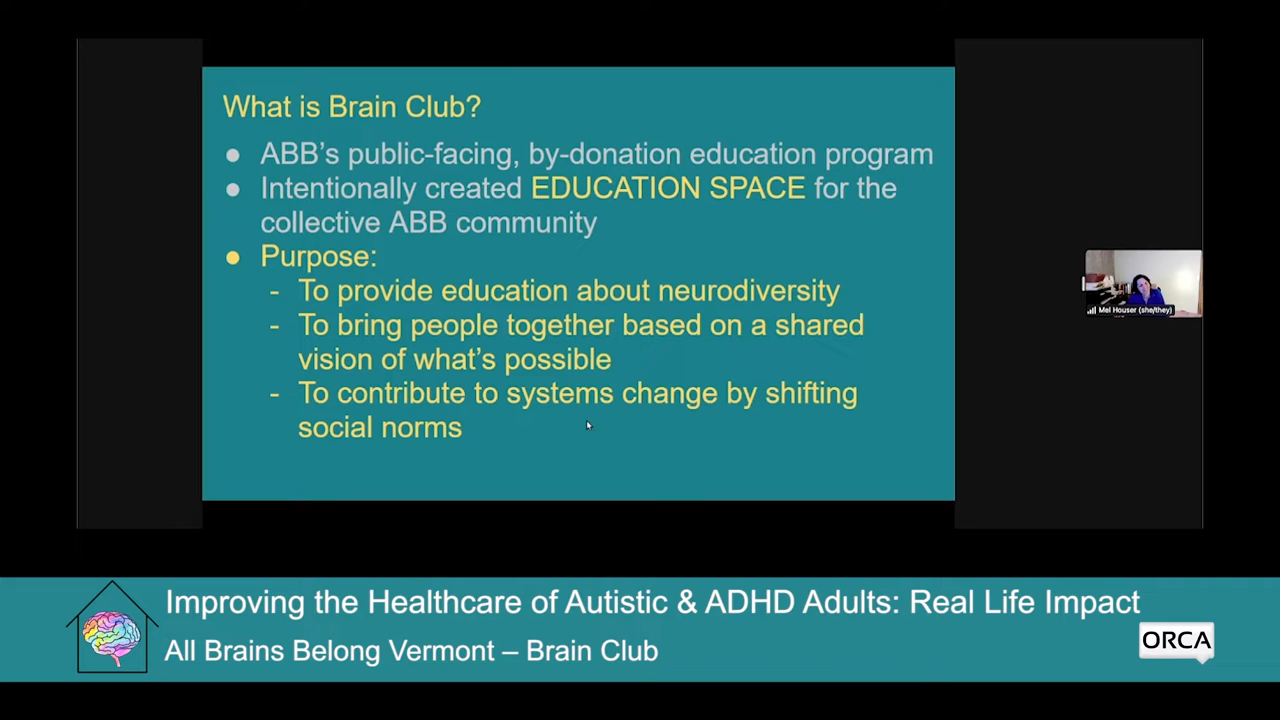 What is Brain Club?
● ABB's public-facing, by-donation education program
● Intentionally created EDUCATION SPACE for the
collective ABB community
● Purpose:
- To provide education about neurodiversity
- To bring people together based on a shared
vision of what's possible
- To contribute to systems change by shifting
social norms
Mel Houser (she/they)
Improving the Healthcare of Autistic & ADHD Adults: Real Life Impact
All Brains Belong Vermont – Brain Club
ORCA